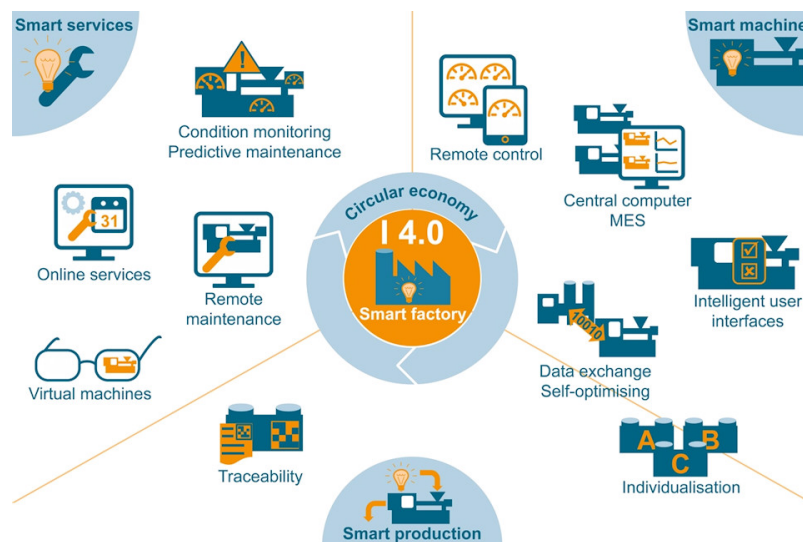 Smart services
Smart machine
Condition monitoring
Predictive maintenance
Remote control
Central computer
MES
31
Online services
Remote
maintenance
Circular economy
I 4.0
Smart factory
Intelligent user
interfaces
10010
Data exchange
Self-optimising
Virtual machines
Traceability
A
B
C
Individualisation
Smart production